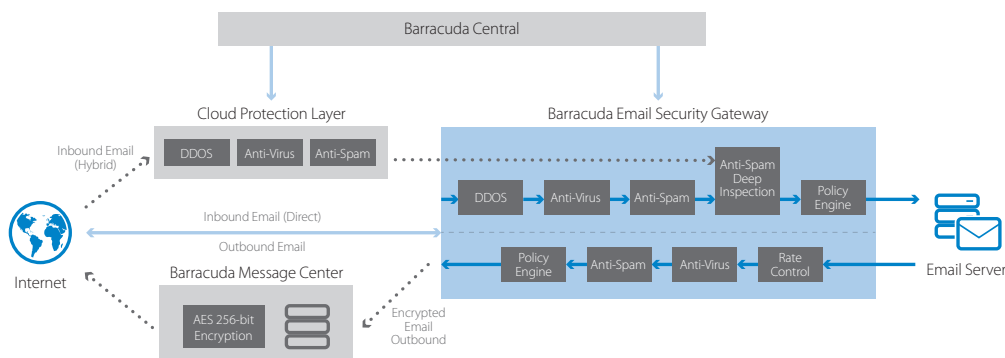 Barracuda Central
Cloud Protection Layer
Barracuda Email Security Gateway
Inbound Email
(Hybrid)
DDOS
Anti-Virus
Anti-Spam
Anti-Spam
Deep
Inspection
DDOS
Anti-Virus
Anti-Spam
Policy
Engine
Inbound Email (Direct)
Outbound Email
Internet
Email Server
Policy
Engine
Anti-Spam
Anti-Virus
Rate
Control
Barracuda Message Center
AES 256-bit
Encryption
Encrypted
Email
Outbound